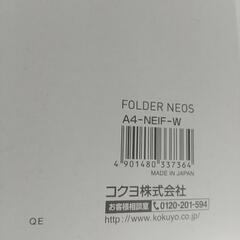 FOLDER NEOS
A4-NEIF-W
4 901480 337364
MADE IN JAPAN
コクヨ株式会社
お客様相談室 0120-201-594
http://www.kokuyo.co.jp/
QE